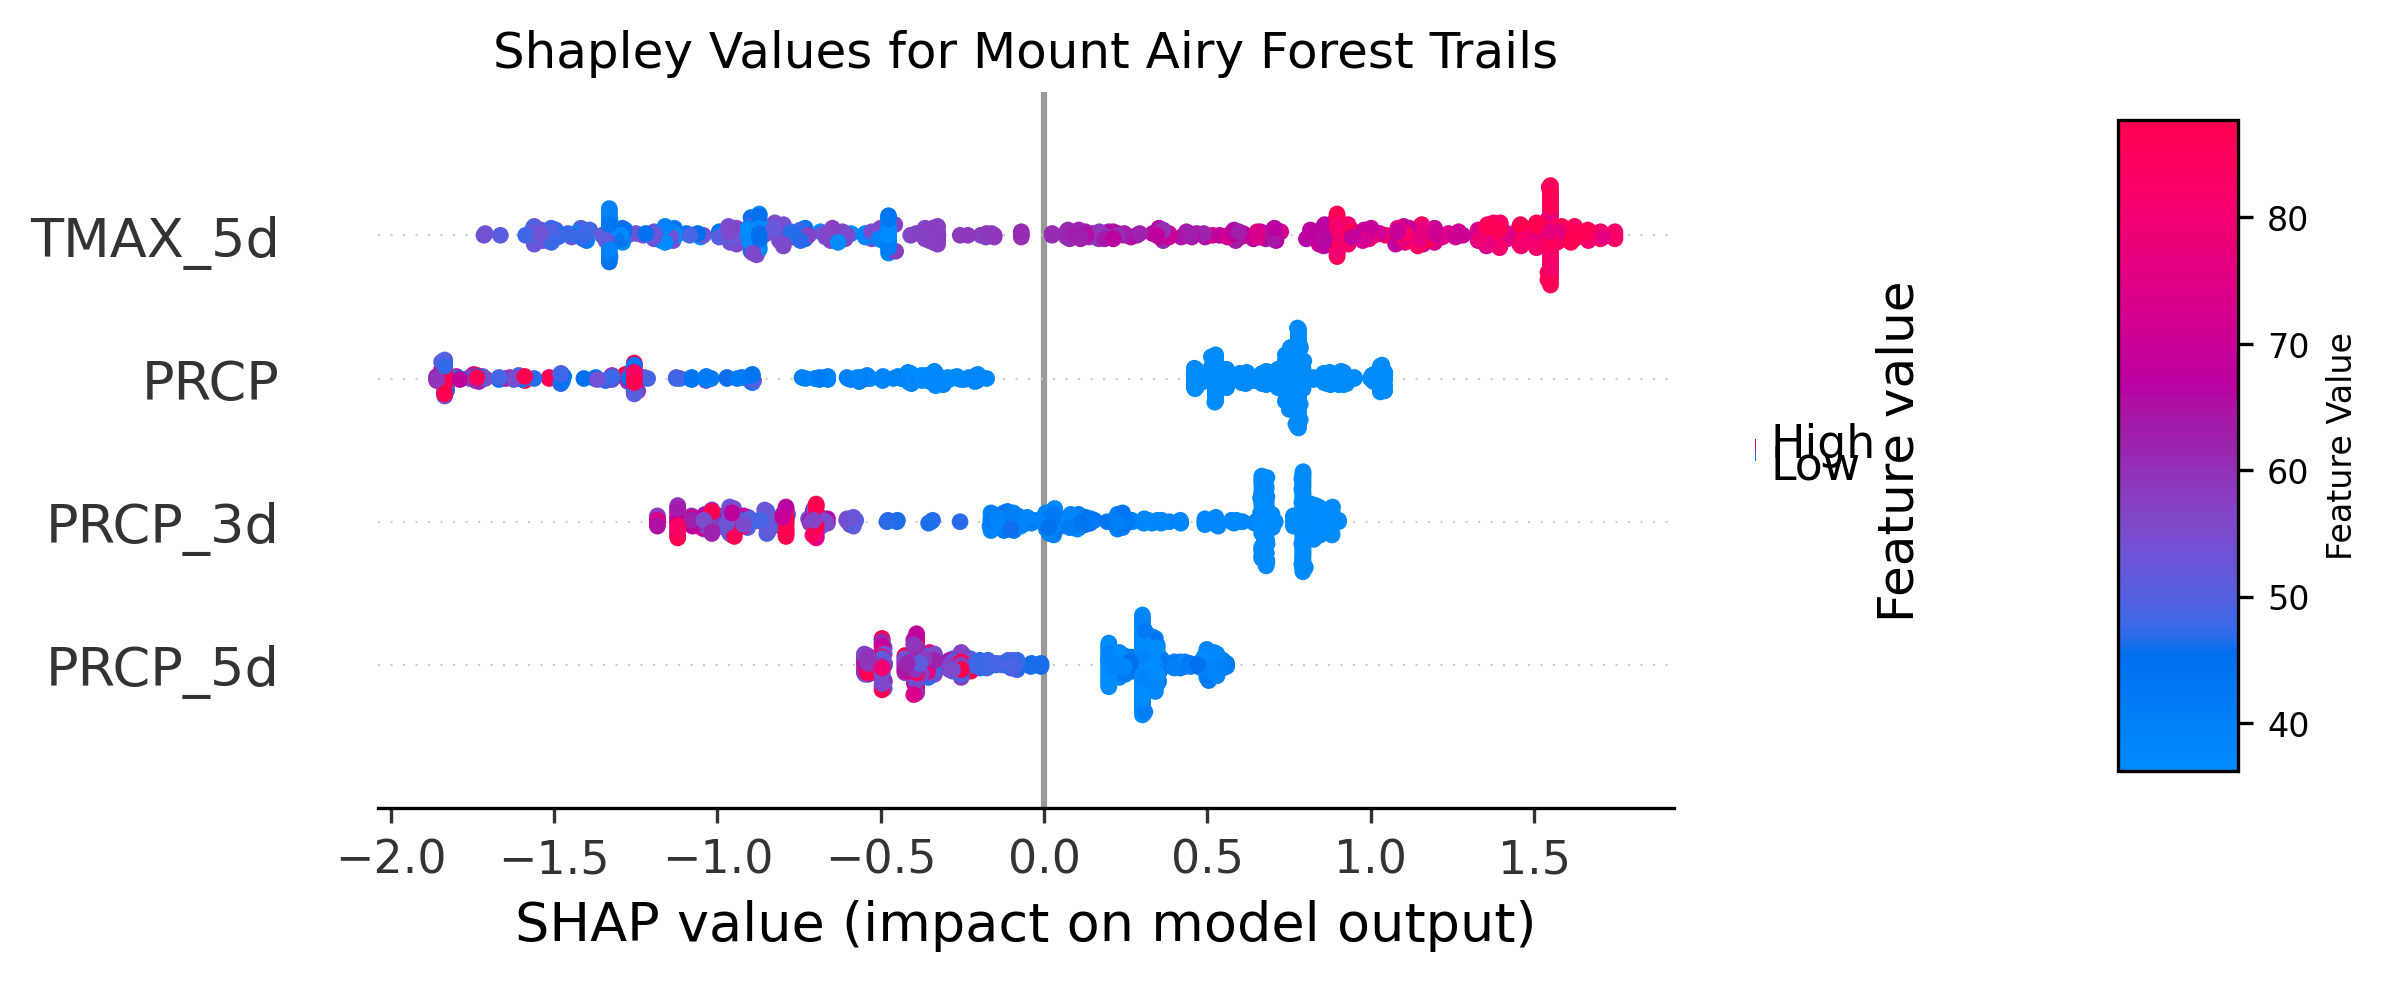 Shapley Values for Mount Airy Forest Trails
TMAX_5d
PRCP
PRCP_3d
PRCP_5d
−2.0 −1.5 −1.0 −0.5 0.0 0.5 1.0 1.5
SHAP value (impact on model output)
High
Low
Feature value
80
70
60
50
40
Feature Value